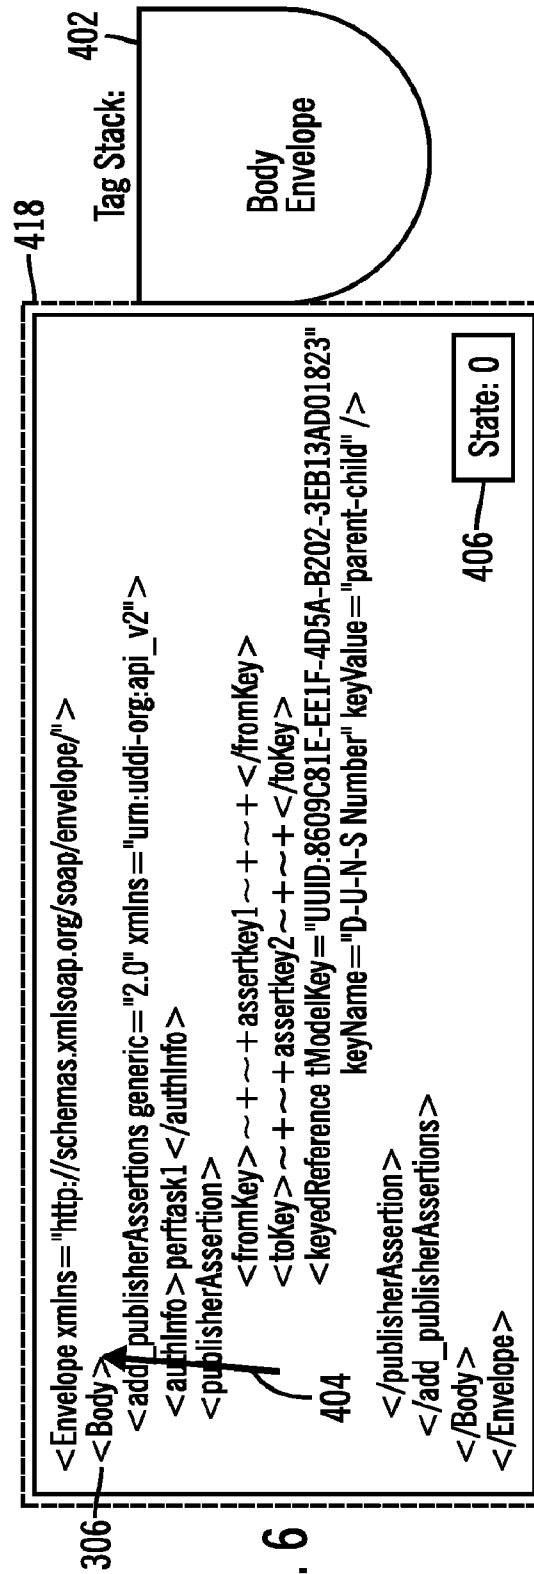 418
402
Tag Stack:
Body
Envelope
306
<Envelope xmlns="http://schemas.xmlsoap.org/soap/envelope/">
<Body>
<add_publisherAssertions generic="2.0" xmlns="urn:uddi-org:api_v2">
<authInfo>perftask1 </authInfo>
<publisherAssertion>
<fromKey>~+~+assertkey1~+~+</fromKey>
<toKey>~+~+assertkey2~+~+</toKey>
<keyedReference tModelKey="UUID:8609C81E-EE1F-4D5A-B202-3EB13AD01823"
keyName="D-U-N-S Number" keyValue="parent-child" />
</publisherAssertion>
</add_publisherAssertions>
</Body>
</Envelope>
404
406
State: 0
. 6